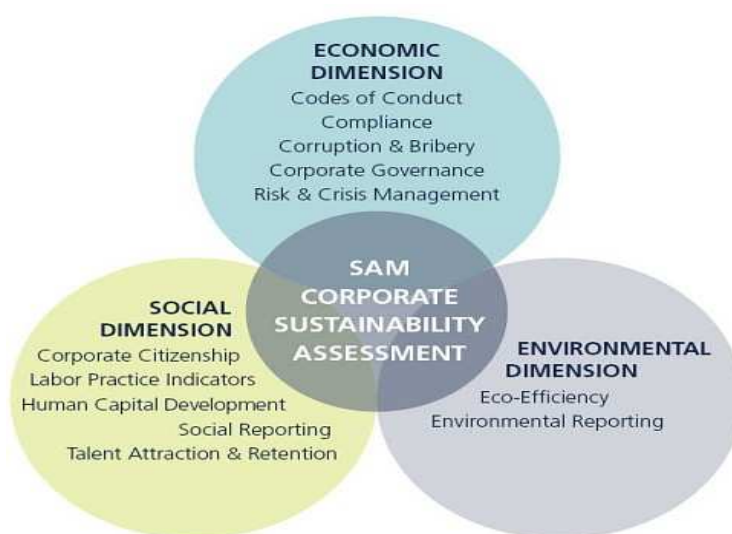 ECONOMIC
DIMENSION
Codes of Conduct
Compliance
Corruption & Bribery
Corporate Governance
Risk & Crisis Management
SAM
CORPORATE
SUSTAINABILITY
ASSESSMENT
SOCIAL
DIMENSION
Corporate Citizenship
Labor Practice Indicators
Human Capital Development
Social Reporting
Talent Attraction & Retention
ENVIRONMENTAL
DIMENSION
Eco-Efficiency
Environmental Reporting